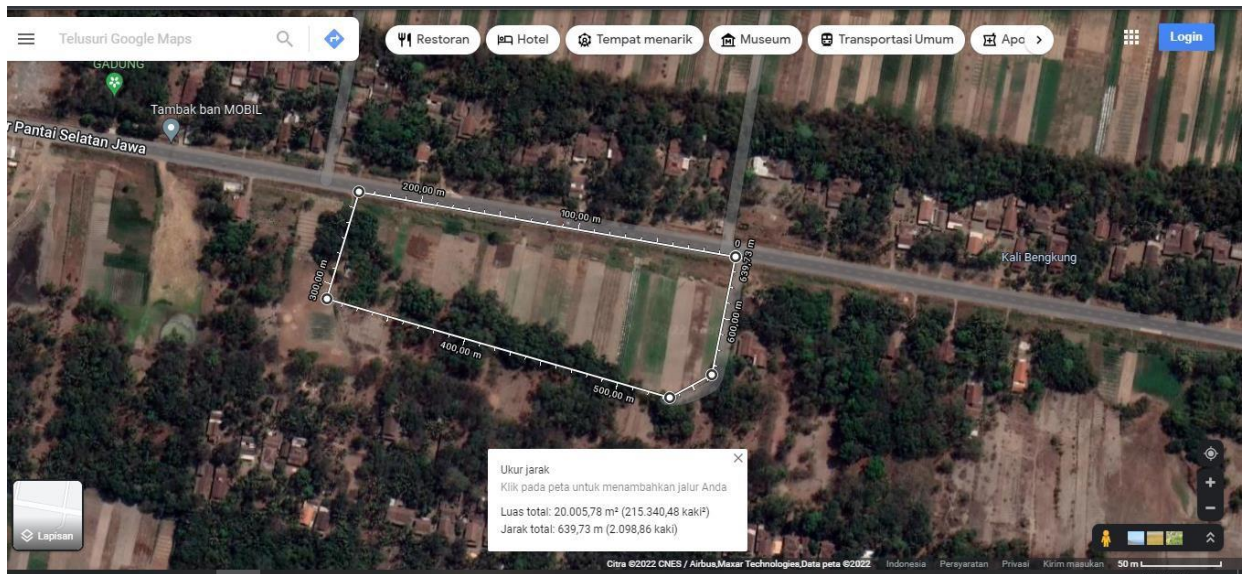 Telusuri Google Maps
Restoran
Hotel
Tempat menarik
Museum
Transportasi Umum
Apo
Login
GADUNG
Tambak ban MOBIL
r Pantai Selatan Jawa
200,00 m
100,00 m
0
639,73 m
Kali Bengkung
300,00 m
600,00 m
400,00 m
500,00 m
Ukur jarak
Klik pada peta untuk menambahkan jalur Anda
Luas total: 20.005,78 m² (215.340,48 kaki²)
Jarak total: 639,73 m (2.098,86 kaki)
Lapisan
Citra ©2022 CNES / Airbus,Maxar Technologies,Data peta ©2022 Indonesia Persyaratan Privasi Kirim masukan 50 m